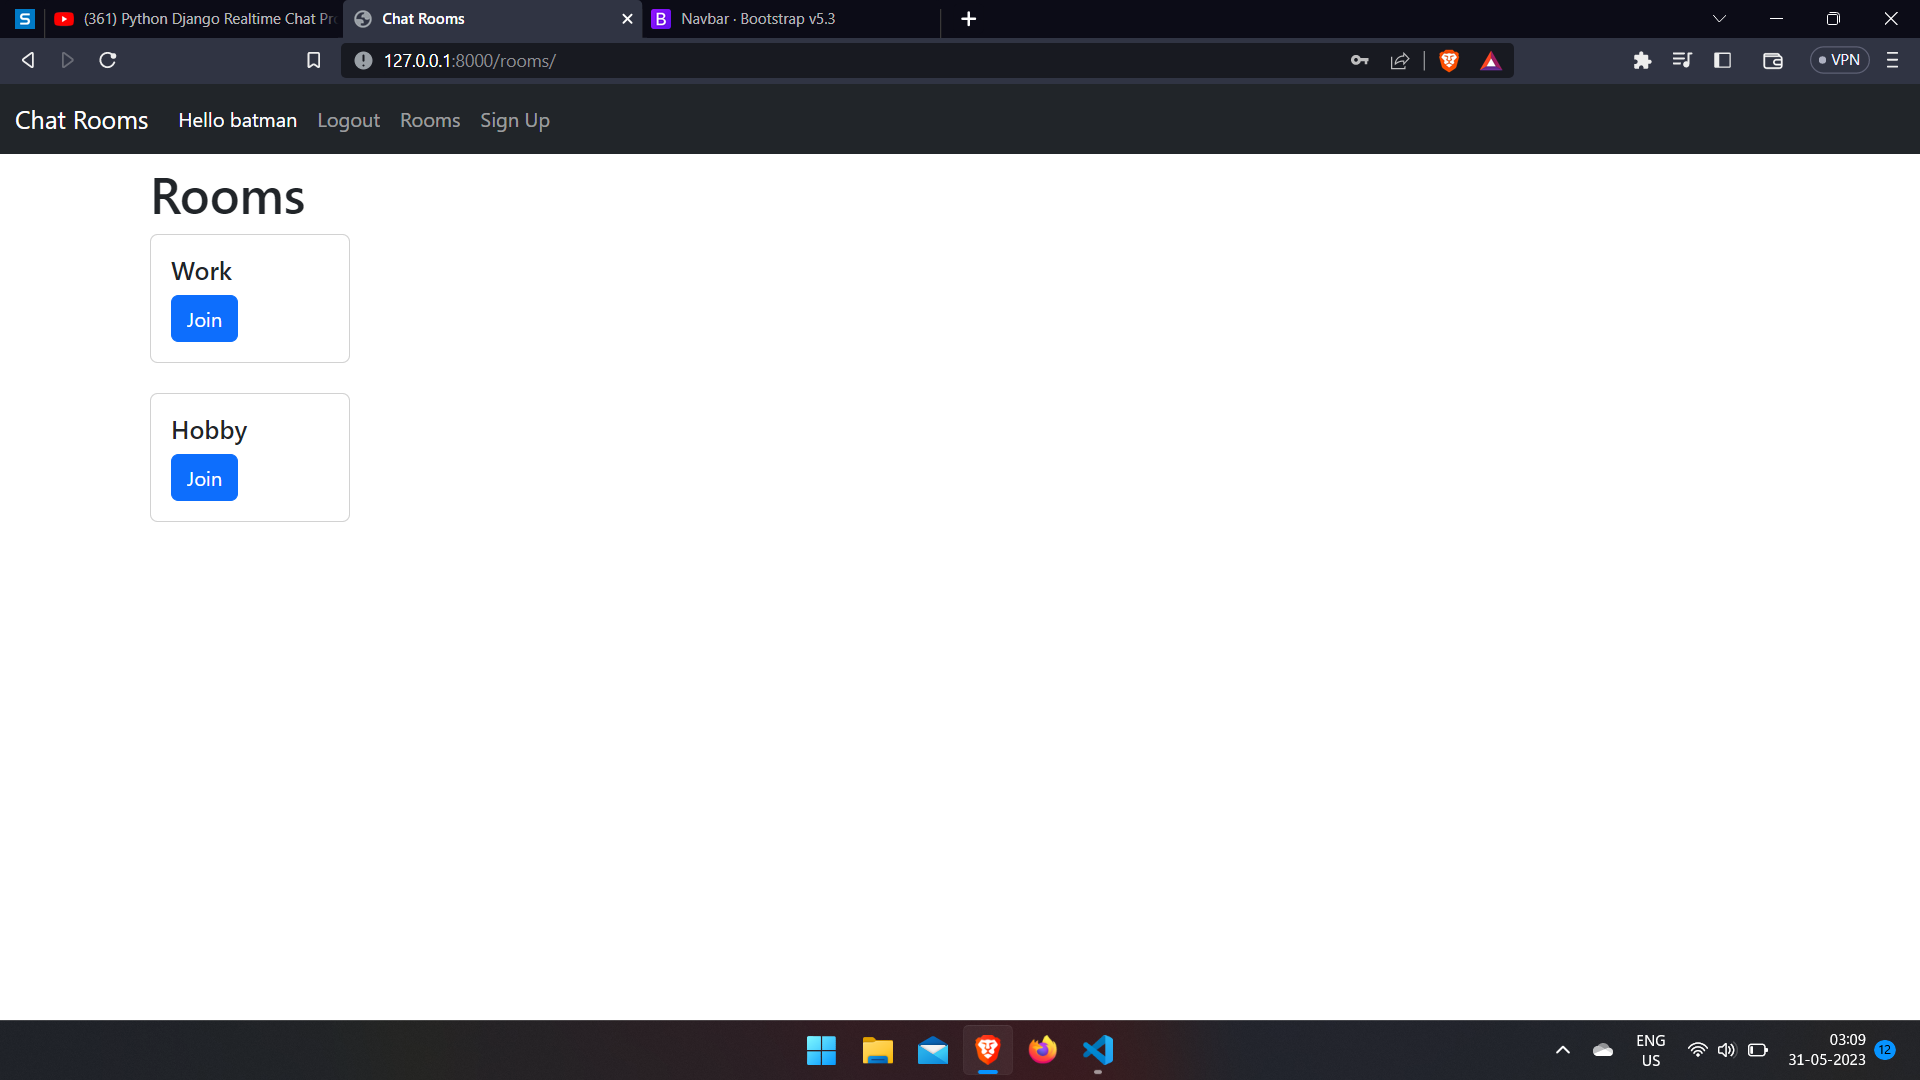 S (361) Python Django Realtime Chat Pr Chat Rooms B Navbar · Bootstrap v5.3
127.0.0.1:8000/rooms/ VPN
Chat Rooms Hello batman Logout Rooms Sign Up
Rooms
Work
Join
Hobby
Join
ENG 03:09
US 31-05-2023 12